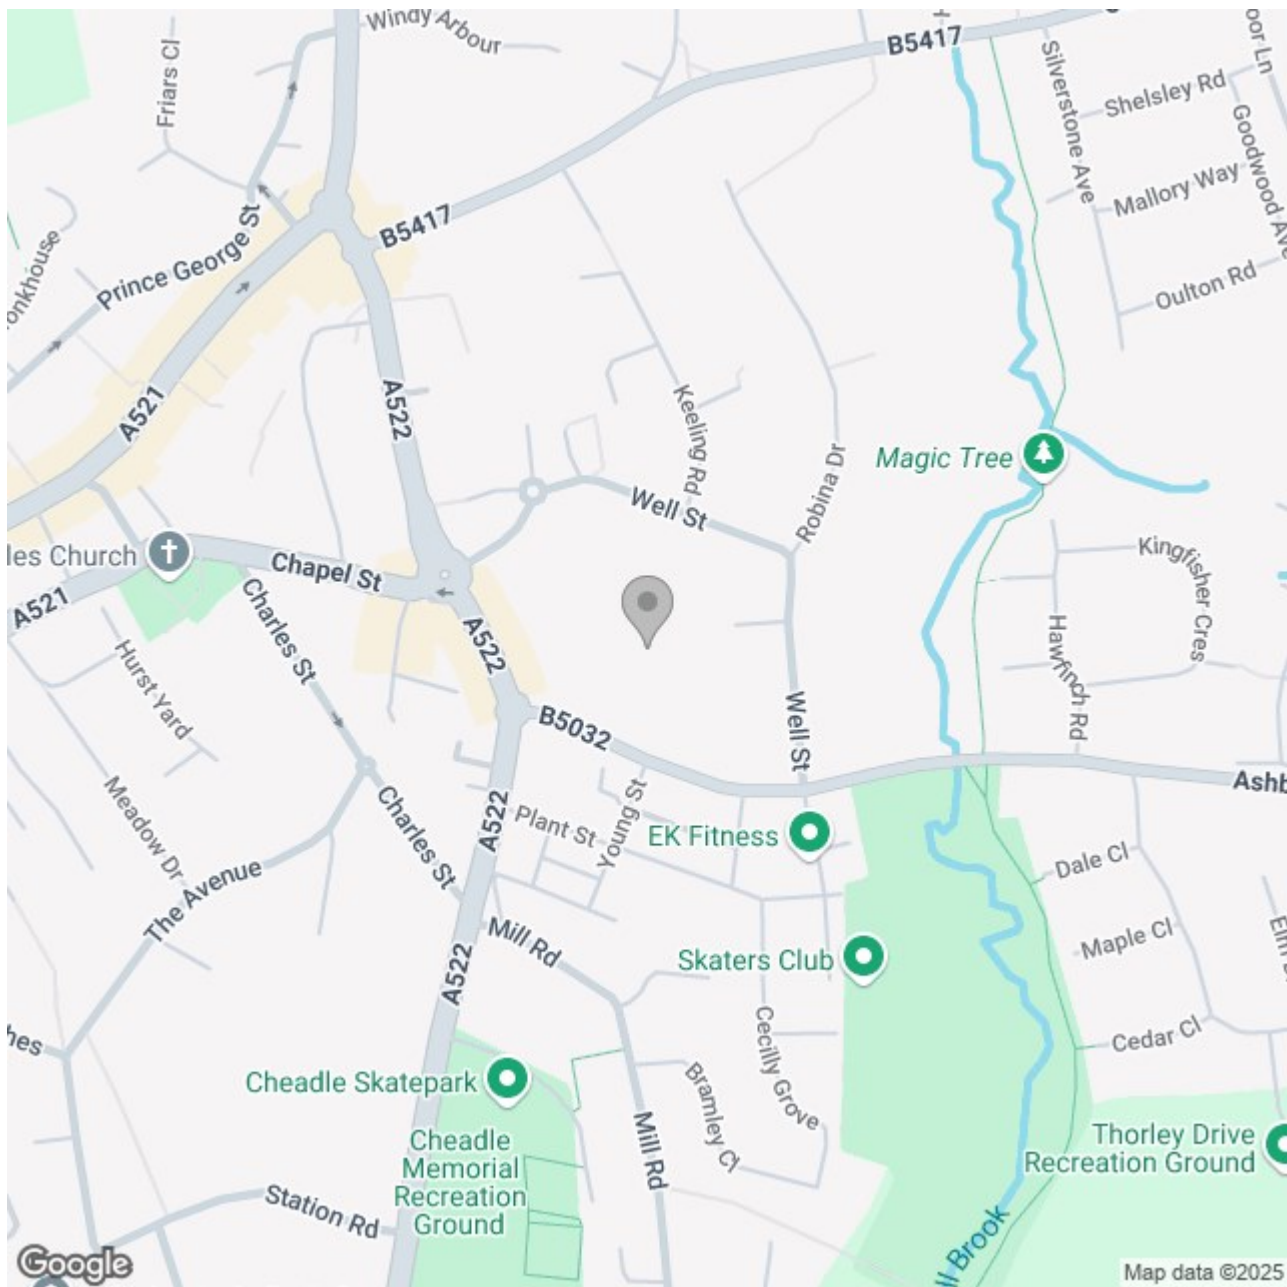 Windy Arbour
B5417
Friars Cl
Silverstone Ave
Shelsley Rd
Goodwood Ave
Mallory Way
B5417
Prince George St
Oulton Rd
A521
A522
Keeling Rd
Robina Dr
Magic Tree
Well St
Kingfisher Cres
les Church
Chapel St
A521
Charles St
A522
Hawfinch Rd
Hurst Yard
Well St
B5032
Meadow Dr
Charles St
A522
Plant St
Young St
EK Fitness
Ashb
Dale Cl
The Avenue
Mill Rd
Skaters Club
Maple Cl
A522
Cecilly Grove
Cedar Cl
hes
Cheadle Skatepark
Bramley Cl
Mill Rd
Cheadle
Memorial
Recreation
Ground
Thorley Drive
Recreation Ground
Station Rd
ll Brook
Google
Map data ©2025